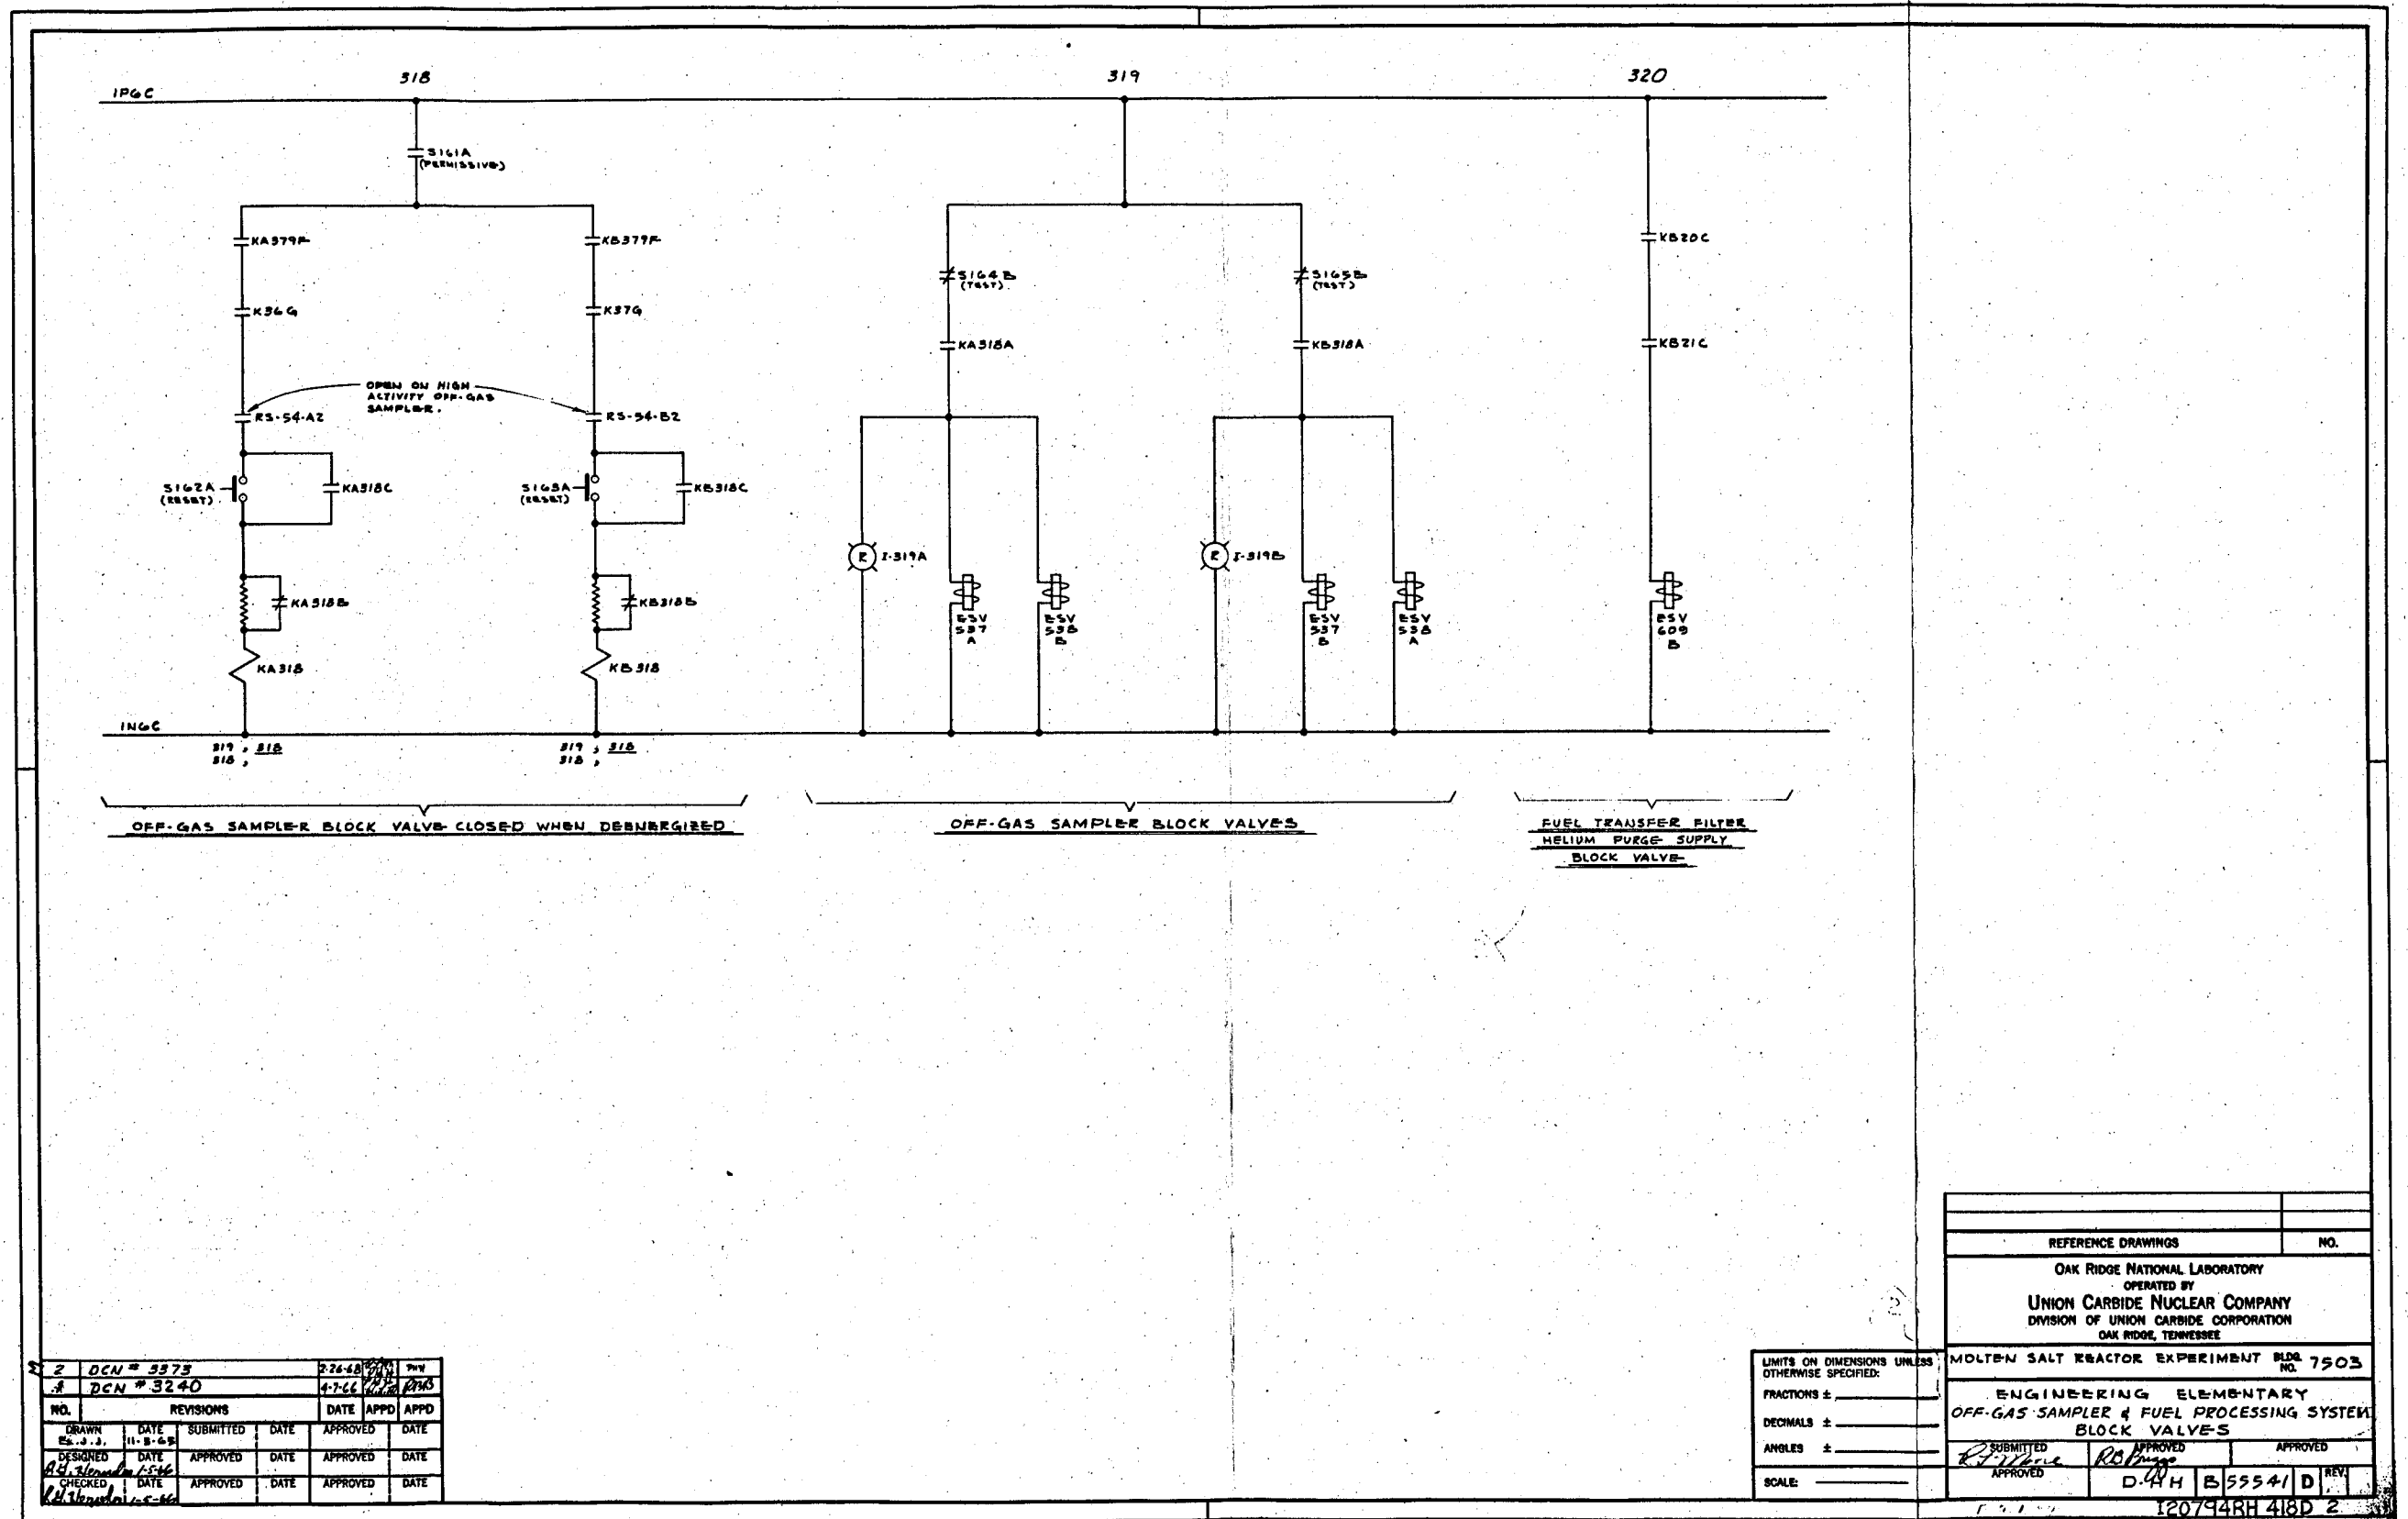 318
319
320
IPGC
S161A
(PERMISSIVE)
KA379F
KB379F
KB20C
S164B
(TEST)
S165B
(TEST)
K36G
K37G
KA318A
KB318A
KB21C
OPEN ON HIGH
ACTIVITY OFF-GAS
SAMPLER.
RS-54-A2
RS-54-B2
S162A
(RESET)
KA318C
S163A
(RESET)
KB318C
R I-319A
R I-319B
KA318B
KB318B
ESV
537
A
ESV
538
B
ESV
537
B
ESV
538
A
ESV
609
B
KA318
KB318
INGC
319 ; 318
318 ;
319 ; 318
318 ;
OFF-GAS SAMPLER BLOCK VALVE CLOSED WHEN DEENERGIZED
OFF-GAS SAMPLER BLOCK VALVES
FUEL TRANSFER FILTER
HELIUM PURGE SUPPLY
BLOCK VALVE
REFERENCE DRAWINGS NO.
OAK RIDGE NATIONAL LABORATORY
OPERATED BY
UNION CARBIDE NUCLEAR COMPANY
DIVISION OF UNION CARBIDE CORPORATION
OAK RIDGE, TENNESSEE
MOLTEN SALT REACTOR EXPERIMENT BLDG. NO. 7503
ENGINEERING ELEMENTARY
OFF-GAS SAMPLER & FUEL PROCESSING SYSTEM
BLOCK VALVES
SUBMITTED APPROVED APPROVED
APPROVED
D-HH B 55541 D REV.
I20794RH 418D 2
LIMITS ON DIMENSIONS UNLESS
OTHERWISE SPECIFIED:
FRACTIONS ±
DECIMALS ±
ANGLES ±
SCALE:
2 DCN # 3373 2-26-68
DCN # 3240 4-7-66 RMB
NO. REVISIONS DATE APPD APPD
DRAWN DATE SUBMITTED DATE APPROVED DATE
11-3-65
DESIGNED DATE APPROVED DATE APPROVED DATE
1-5-66
CHECKED DATE APPROVED DATE APPROVED DATE
1-5-66